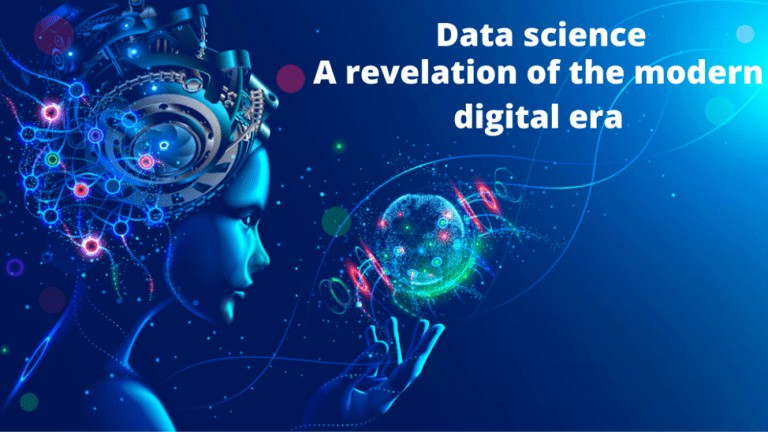 Data science
A revelation of the modern
digital era